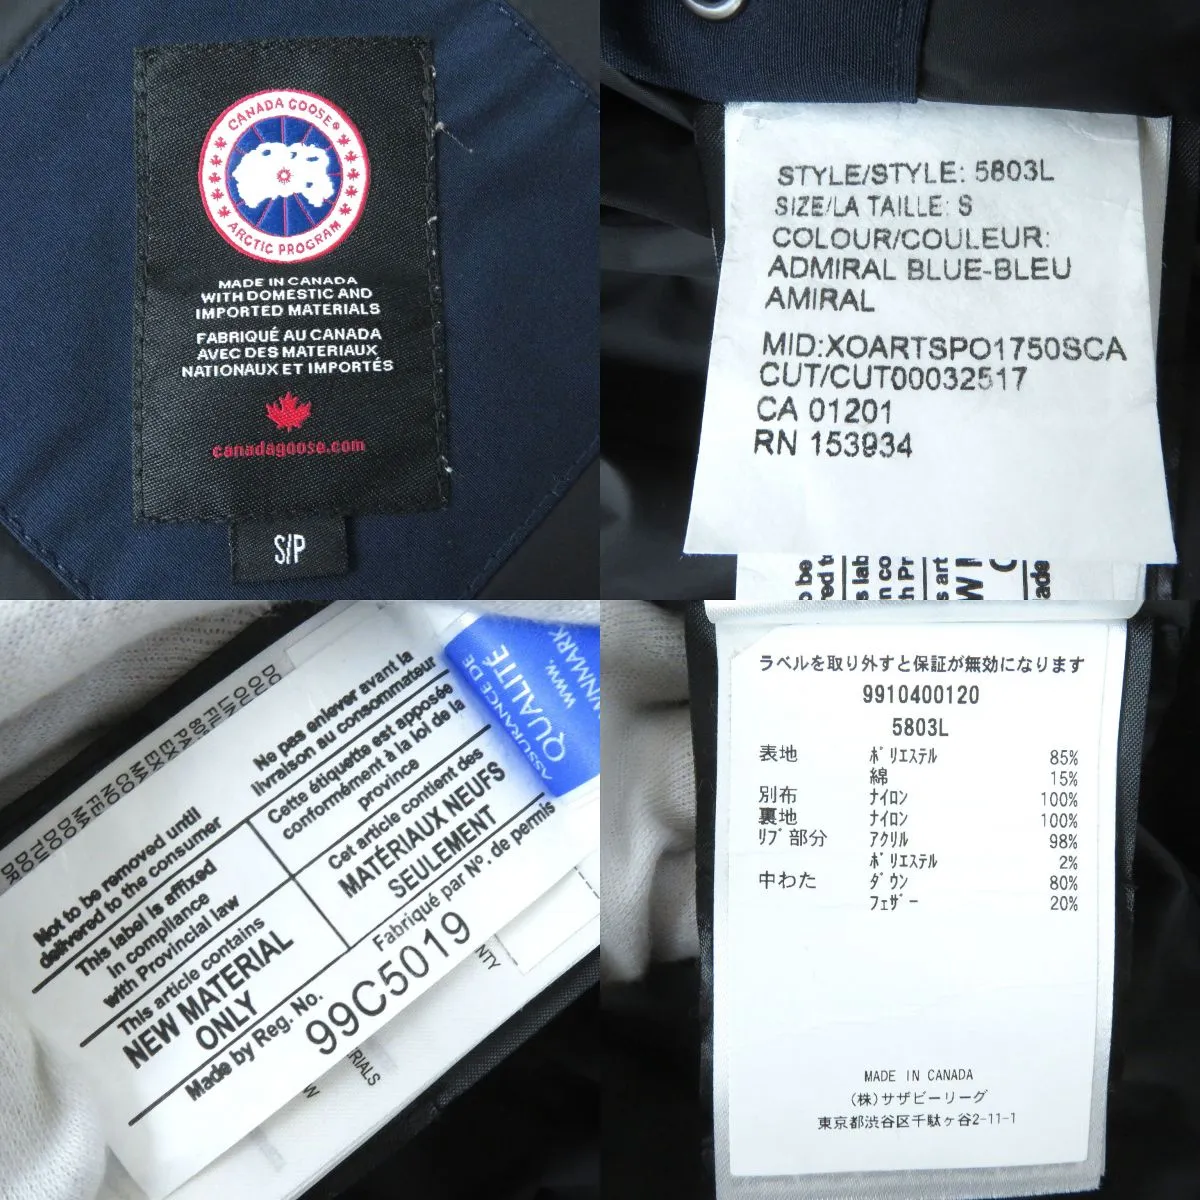 CANADA GOOSE®
ARCTIC PROGRAM
MADE IN CANADA
WITH DOMESTIC AND
IMPORTED MATERIALS
FABRIQUÉ AU CANADA
AVEC DES MATERIAUX
NATIONAUX ET IMPORTÉS
canadagoose.com
S/P
STYLE/STYLE: 5803L
SIZE/LA TAILLE: S
COLOUR/COULEUR:
ADMIRAL BLUE-BLEU
AMIRAL
MID:XOARTSPO1750SCA
CUT/CUT00032517
CA 01201
RN 153934
Not to be removed until
delivered to the consumer
This label is affixed
in compliance
with Provincial law
This article contains
NEW MATERIAL
ONLY
Made by Reg. No.
Ne pas enlever avant la
livraison au consommateur
Cette étiquette est apposée
conformément à la loi de la
province
Cet article contient des
MATÉRIAUX NEUFS
SEULEMENT
Fabriqué par No. de permis
99C5019
ASSURANCE DE
QUALITÉ
WWW.
ラベルを取り外すと保証が無効になります
9910400120
5803L
表地 ﾎﾟﾘｴｽﾃﾙ 85%
綿 15%
別布 ﾅｲﾛﾝ 100%
裏地 ﾅｲﾛﾝ 100%
ﾘﾌﾞ部分 ｱｸﾘﾙ 98%
ﾎﾟﾘｴｽﾃﾙ 2%
中わた ﾀﾞｳﾝ 80%
ﾌｪｻﾞｰ 20%
MADE IN CANADA
(株)サザビーリーグ
東京都渋谷区千駄ヶ谷2-11-1